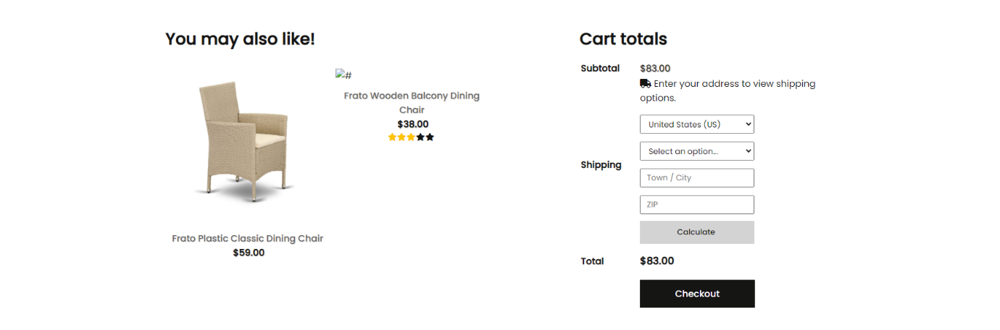 You may also like!
#
Frato Wooden Balcony Dining
Chair
$38.00
Frato Plastic Classic Dining Chair
$59.00
Cart totals
Subtotal
$83.00
Enter your address to view shipping
options.
Shipping
United States (US)
Select an option...
Town / City
ZIP
Calculate
Total
$83.00
Checkout